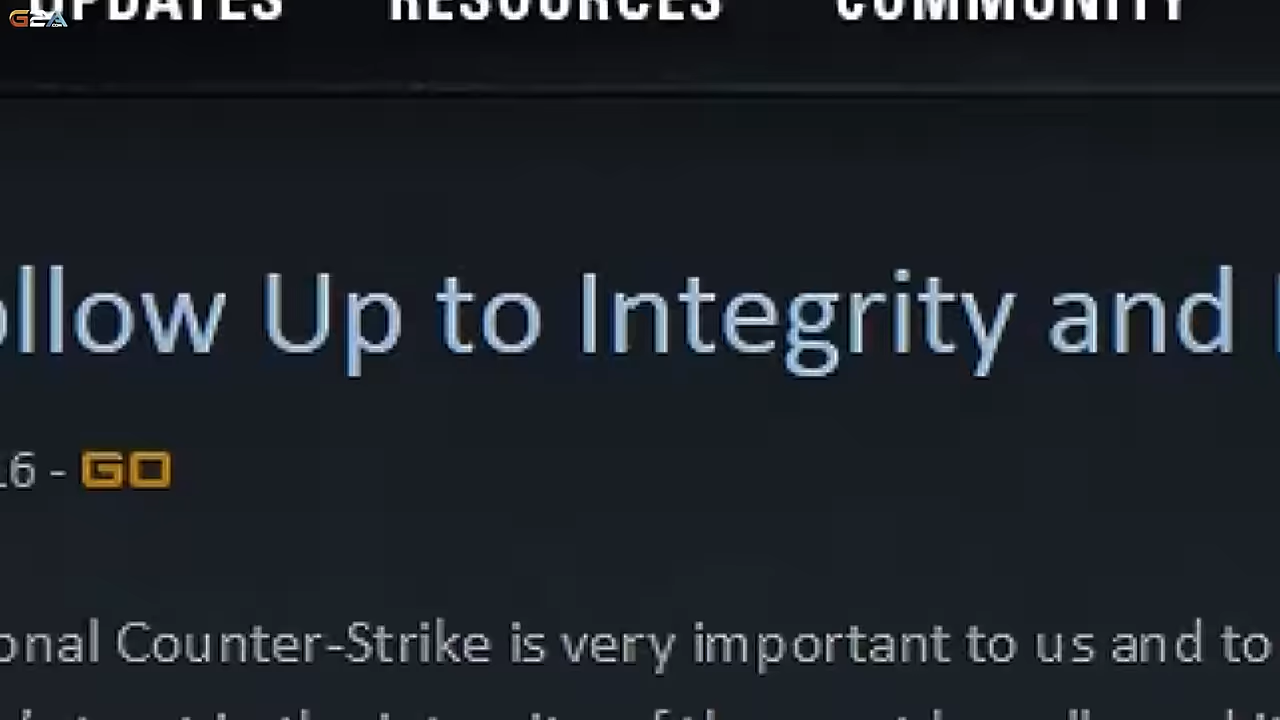 UPDATES RESOURCES COMMUNITY
G2A
ollow Up to Integrity and
16 - GO
onal Counter-Strike is very important to us and to